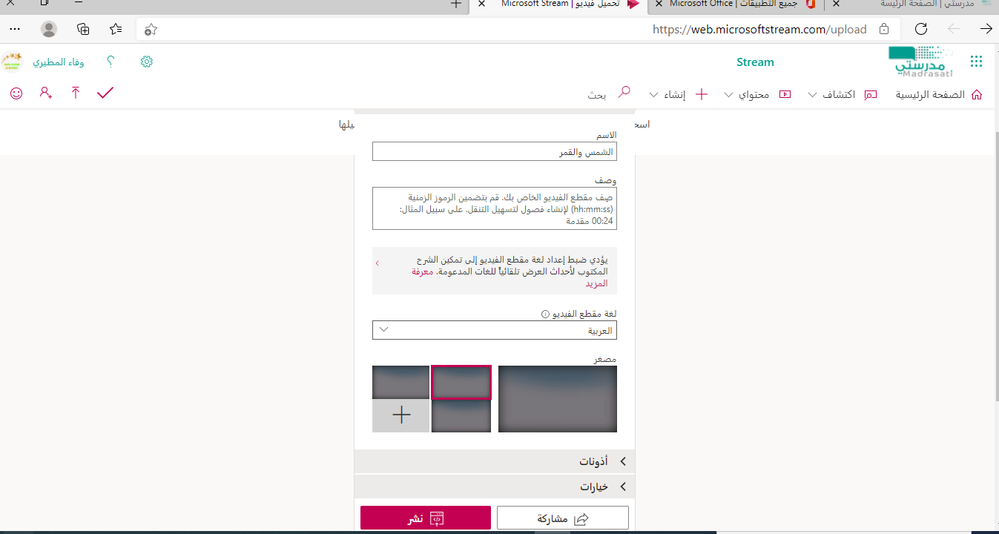 مدرستي | الصفحة الرئيسة
جميع التطبيقات | Microsoft Office
تحميل فيديو | Microsoft Stream
https://web.microsoftstream.com/upload
مدرستي
Madrasati
Stream
وفاء المطيري
الصفحة الرئيسية
اكتشاف
محتواي
إنشاء
بحث
اسح
يلها
الاسم
الشمس والقمر
وصف
صِف مقطع الفيديو الخاص بك. قم بتضمين الرموز الزمنية
(hh:mm:ss) لإنشاء فصول لتسهيل التنقل. على سبيل المثال:
00:24 مقدمة
يؤدي ضبط إعداد لغة مقطع الفيديو إلى تمكين الشرح
المكتوب لأحداث العرض تلقائياً للغات المدعومة. معرفة
المزيد
لغة مقطع الفيديو
العربية
مصغر
أذونات
خيارات
مشاركة
نشر